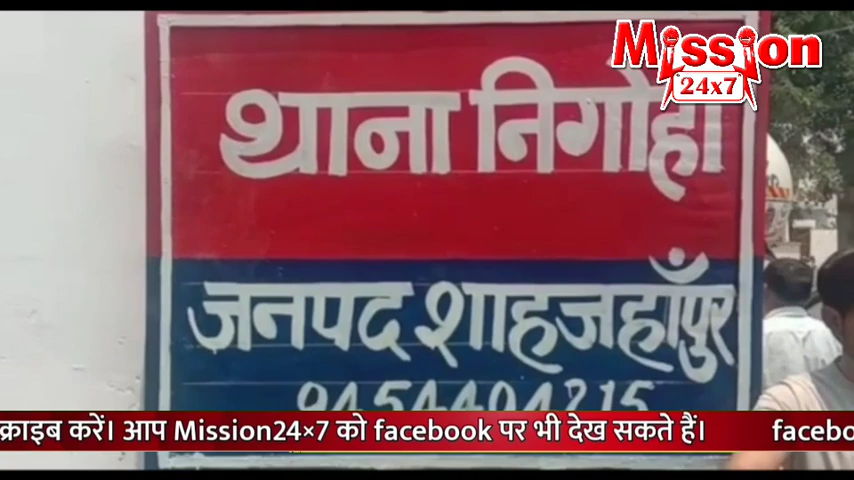 Mission
24x7
थाना निगोही
जनपद शाहजहाँपुर
क्राइब करें। आप Mission24×7 को facebook पर भी देख सकते हैं।
facebo